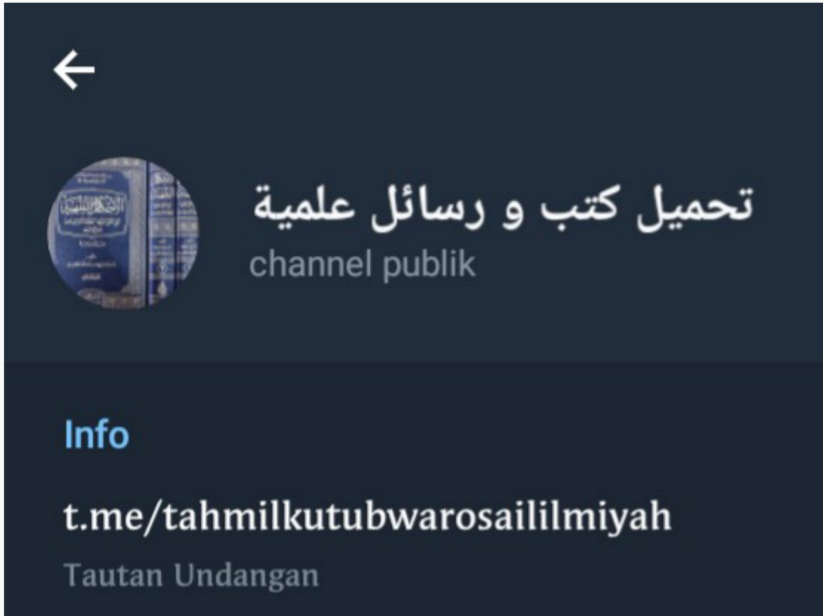 تحميل كتب و رسائل علمية
channel publik
Info
t.me/tahmilkutubwarosaililmiyah
Tautan Undangan